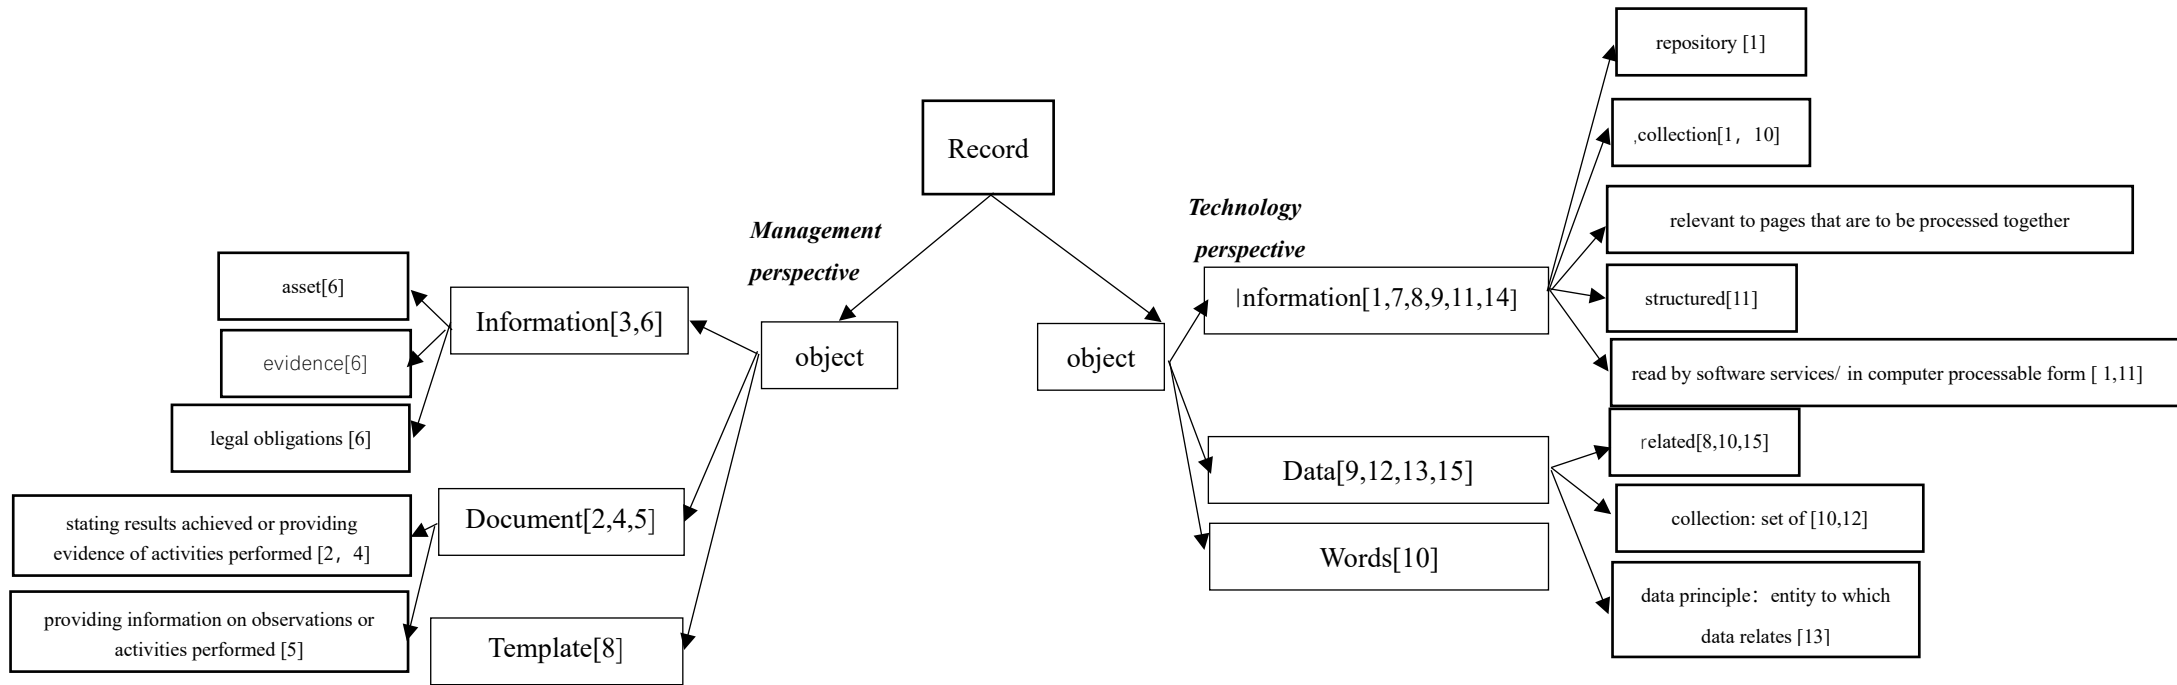 repository [1]
Record
,collection[1， 10]
Technology
perspective
relevant to pages that are to be processed together
Management
perspective
asset[6]
Information[3,6]
object
object
Information[1,7,8,9,11,14]
structured[11]
evidence[6]
read by software services/ in computer processable form [ 1,11]
legal obligations [6]
Data[9,12,13,15]
related[8,10,15]
stating results achieved or providing
evidence of activities performed [2， 4]
Document[2,4,5]
collection: set of [10,12]
Words[10]
providing information on observations or
activities performed [5]
Template[8]
data principle：entity to which
data relates [13]